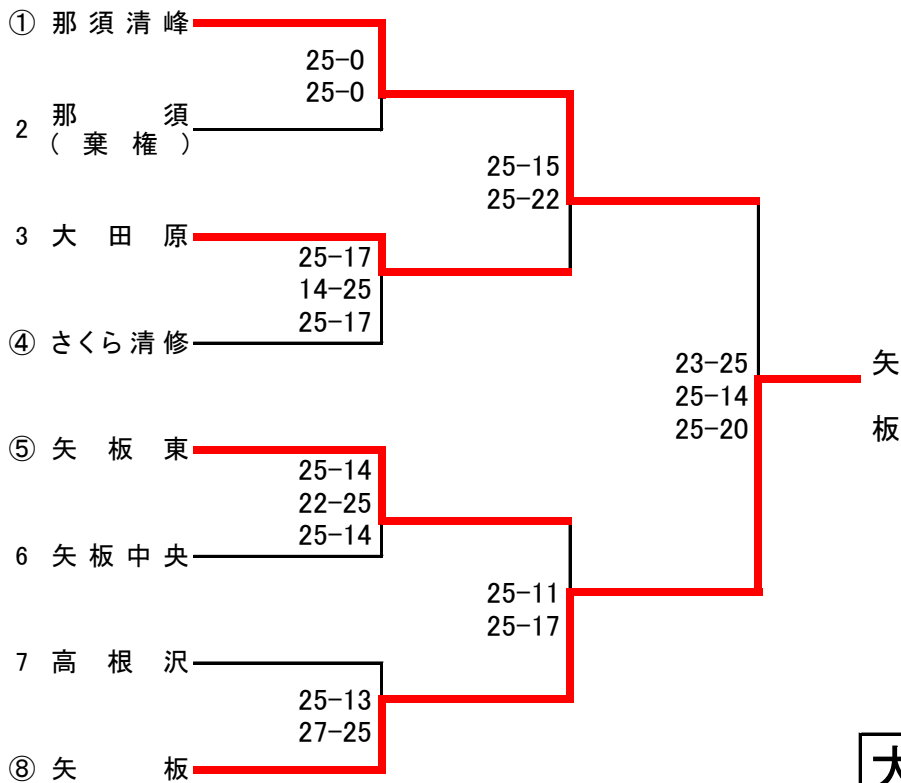 ① 那須清峰
25-0
25-0
2 那須
(棄権)
25-15
25-22
3 大田原
25-17
14-25
25-17
④ さくら清修
23-25
25-14
25-20
矢
板
⑤ 矢板東
25-14
22-25
25-14
6 矢板中央
25-11
25-17
7 高根沢
25-13
27-25
⑧ 矢板